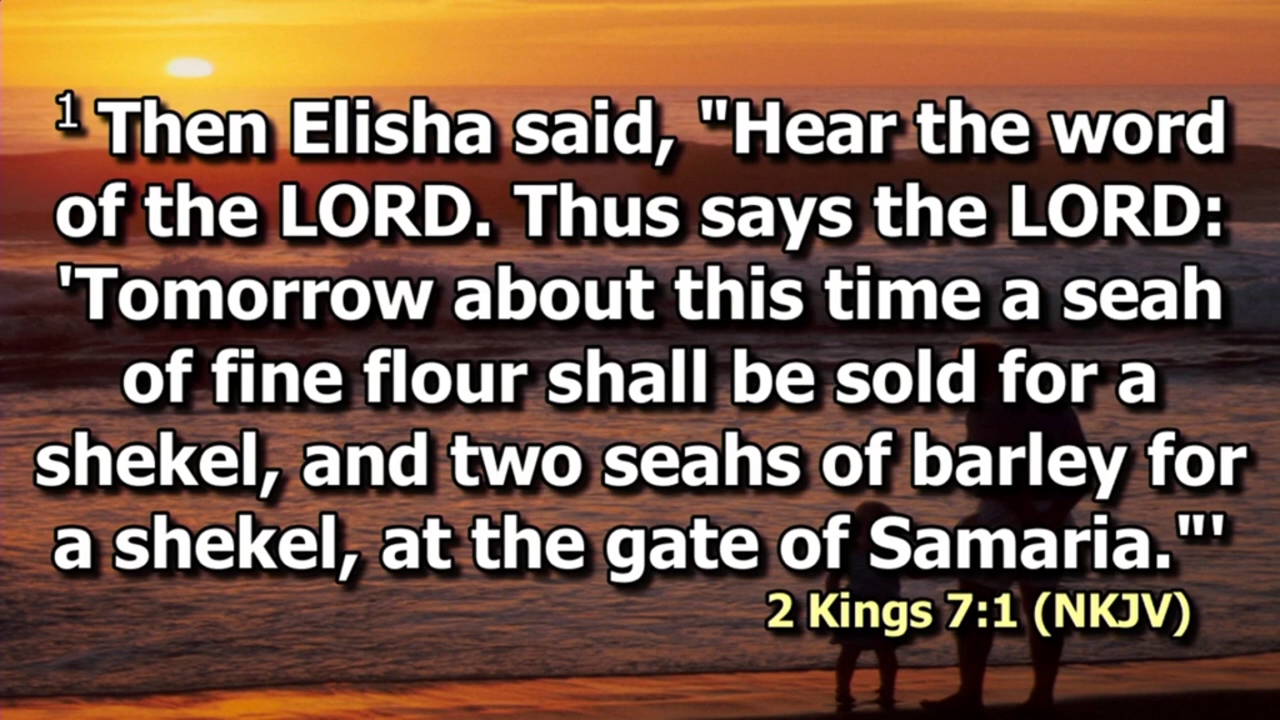 1 Then Elisha said, "Hear the word
of the LORD. Thus says the LORD:
'Tomorrow about this time a seah
of fine flour shall be sold for a
shekel, and two seahs of barley for
a shekel, at the gate of Samaria."'
2 Kings 7:1 (NKJV)